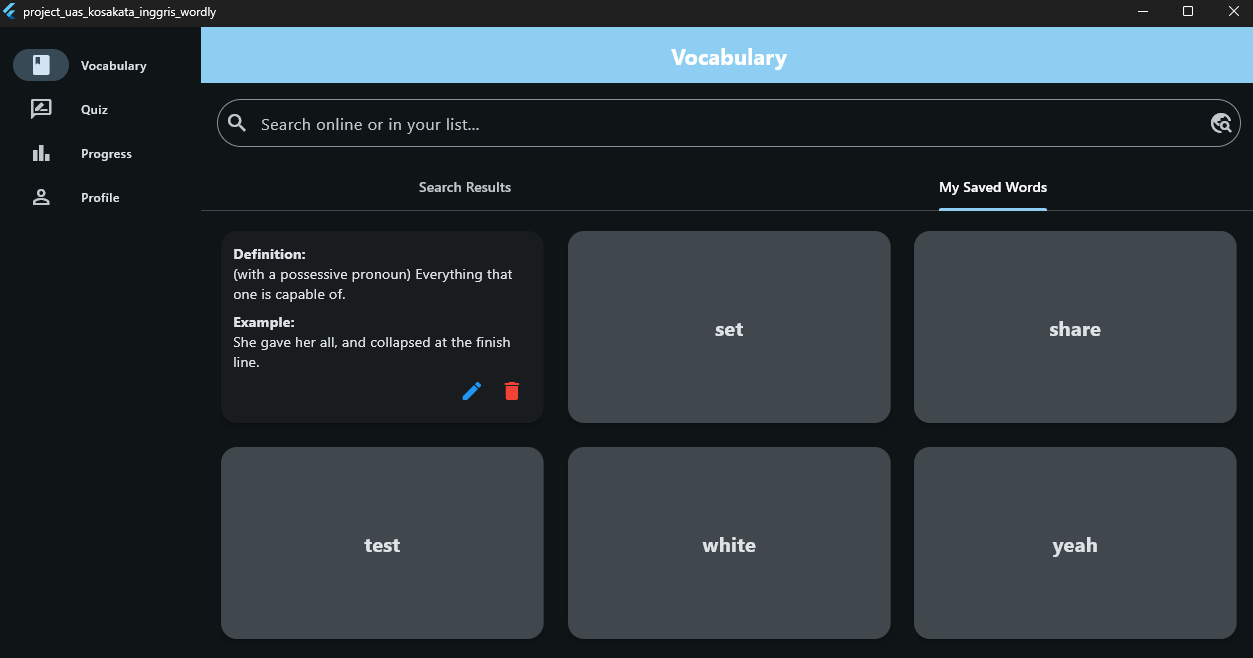 project_uas_kosakata_inggris_wordly
Vocabulary
Quiz
Progress
Profile
Vocabulary
Search online or in your list...
Search Results
My Saved Words
Definition:
(with a possessive pronoun) Everything that
one is capable of.
Example:
She gave her all, and collapsed at the finish
line.
set
share
test
white
yeah